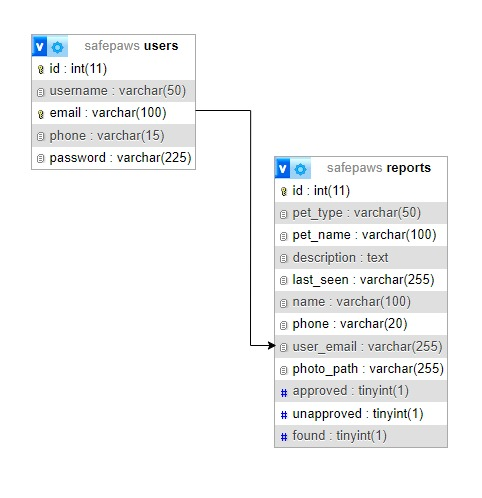 v safepaws users
id : int(11)
username : varchar(50)
email : varchar(100)
phone : varchar(15)
password : varchar(225)
v safepaws reports
id : int(11)
pet_type : varchar(50)
pet_name : varchar(100)
description : text
last_seen : varchar(255)
name : varchar(100)
phone : varchar(20)
user_email : varchar(255)
photo_path : varchar(255)
# approved : tinyint(1)
# unapproved : tinyint(1)
# found : tinyint(1)